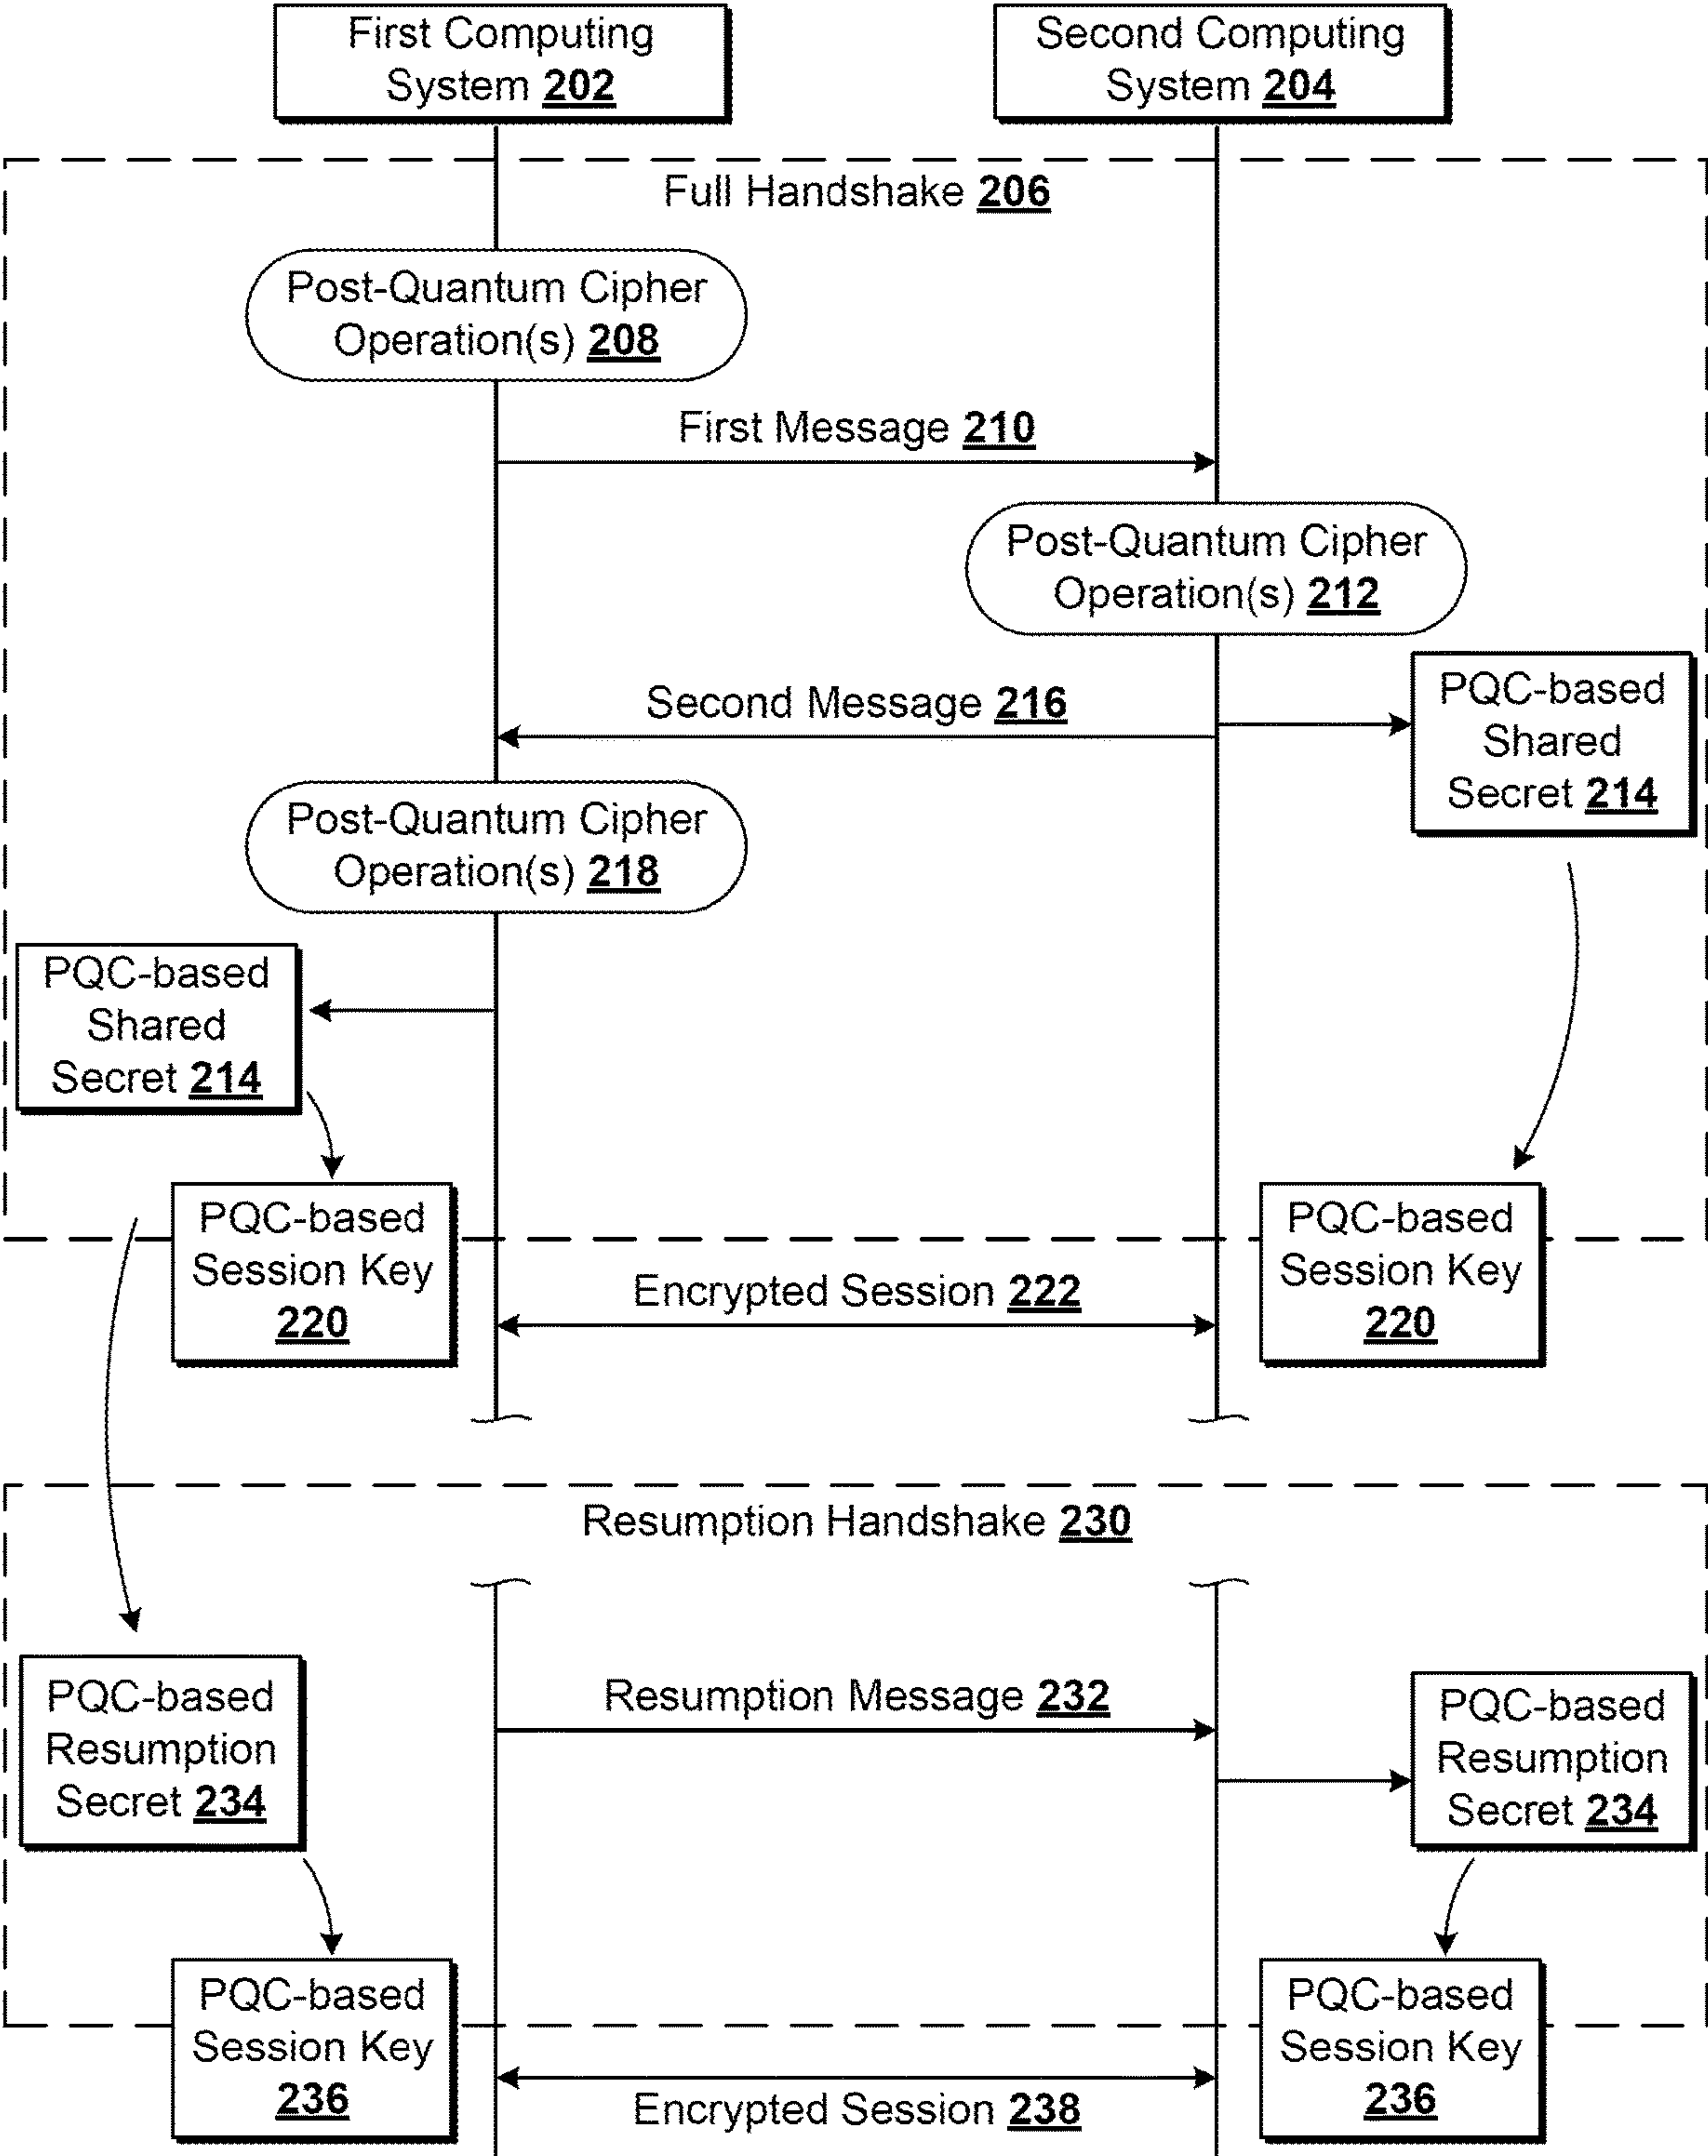 First Computing
System 202
Second Computing
System 204
Full Handshake 206
Post-Quantum Cipher
Operation(s) 208
First Message 210
Post-Quantum Cipher
Operation(s) 212
Second Message 216
PQC-based
Shared
Secret 214
Post-Quantum Cipher
Operation(s) 218
PQC-based
Shared
Secret 214
PQC-based
Session Key
220
Encrypted Session 222
PQC-based
Session Key
220
Resumption Handshake 230
PQC-based
Resumption
Secret 234
Resumption Message 232
PQC-based
Resumption
Secret 234
PQC-based
Session Key
236
Encrypted Session 238
PQC-based
Session Key
236